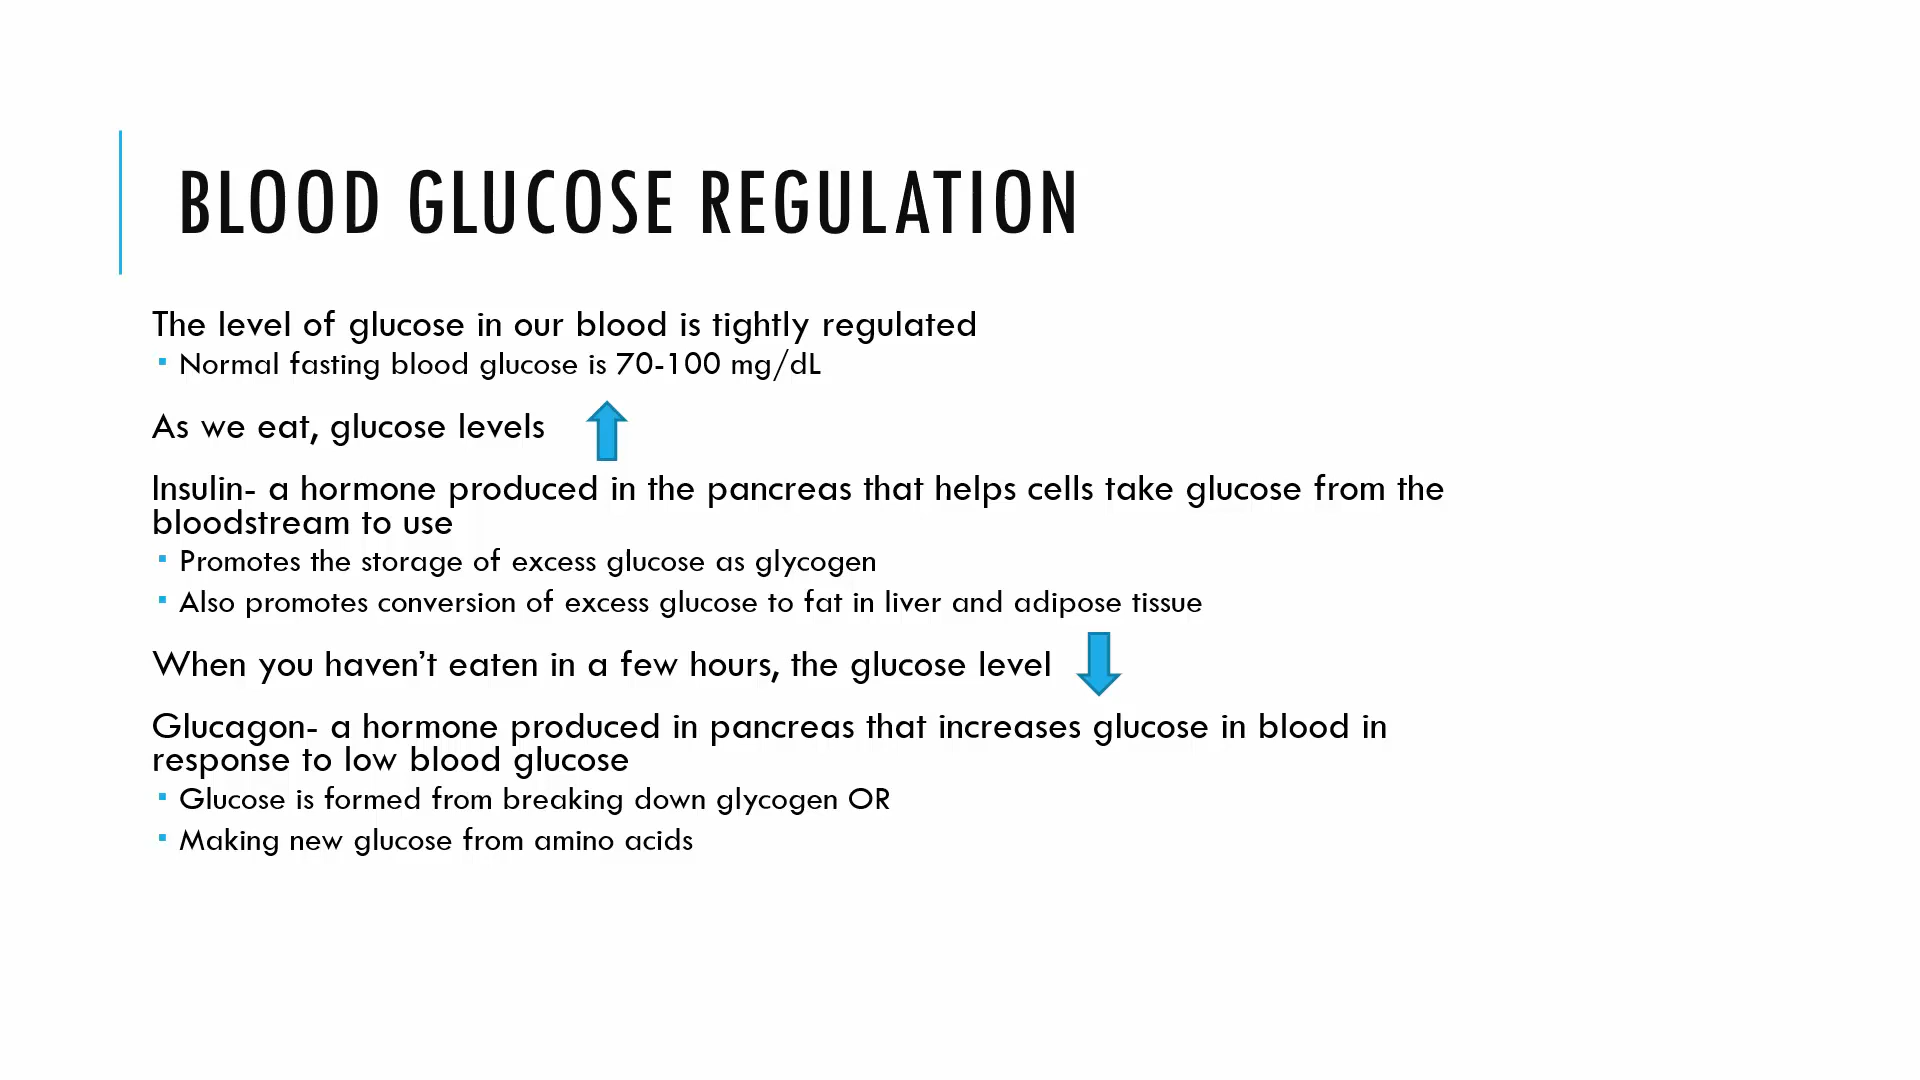 BLOOD GLUCOSE REGULATION
The level of glucose in our blood is tightly regulated
▪ Normal fasting blood glucose is 70-100 mg/dL
As we eat, glucose levels
Insulin- a hormone produced in the pancreas that helps cells take glucose from the
bloodstream to use
▪ Promotes the storage of excess glucose as glycogen
▪ Also promotes conversion of excess glucose to fat in liver and adipose tissue
When you haven’t eaten in a few hours, the glucose level
Glucagon- a hormone produced in pancreas that increases glucose in blood in
response to low blood glucose
▪ Glucose is formed from breaking down glycogen OR
▪ Making new glucose from amino acids